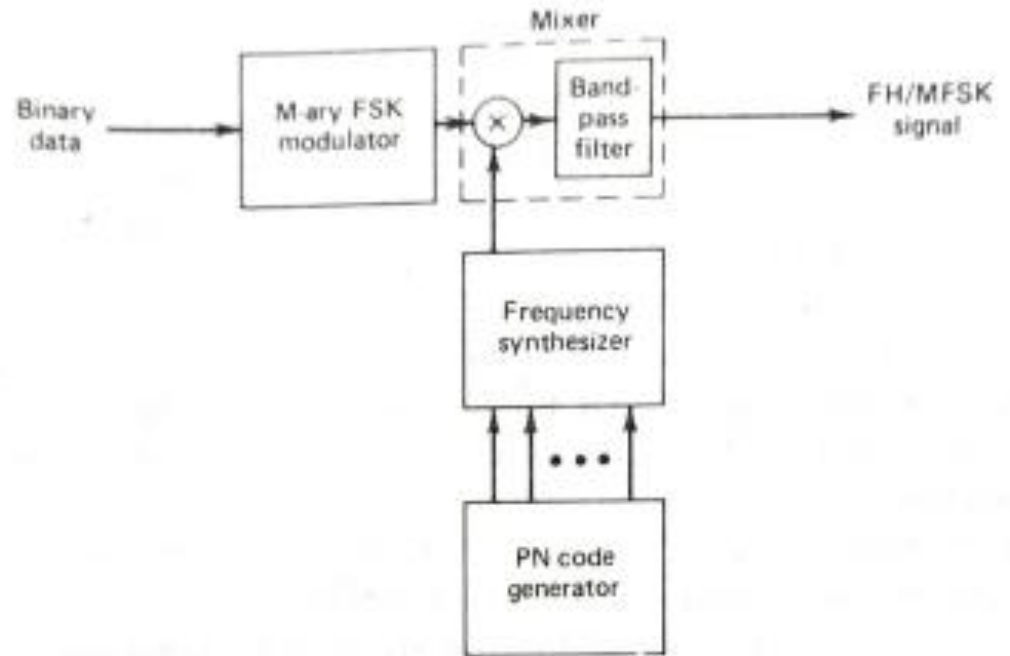 Mixer
Binary
data
M-ary FSK
modulator
×
Band-
pass
filter
FH/MFSK
signal
Frequency
synthesizer
PN code
generator